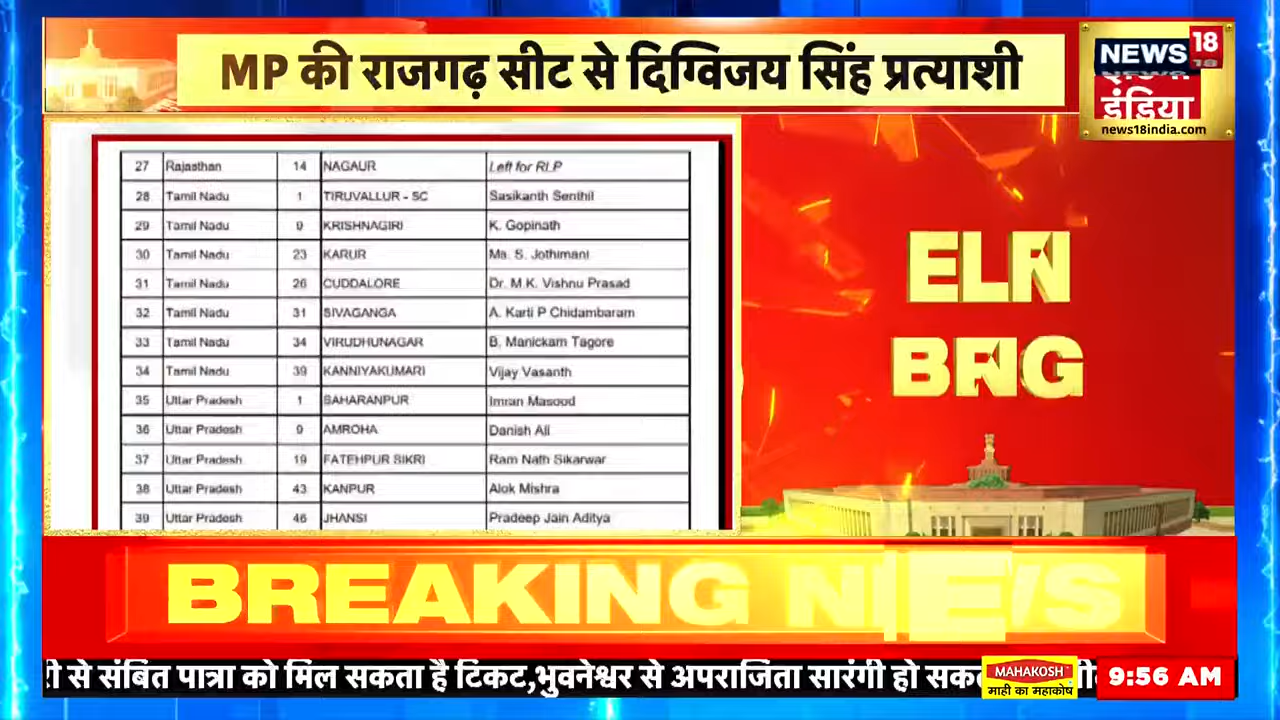 MP की राजगढ़ सीट से दिग्विजय सिंह प्रत्याशी
NEWS 18
इंडिया
news18india.com
27 Rajasthan 14 NAGAUR Left for RLP
28 Tamil Nadu 1 TIRUVALLUR - SC Sasikanth Senthil
29 Tamil Nadu 9 KRISHNAGIRI K. Gopinath
30 Tamil Nadu 23 KARUR Ms. S. Jothimani
31 Tamil Nadu 26 CUDDALORE Dr. M.K. Vishnu Prasad
32 Tamil Nadu 31 SIVAGANGA A. Karti P Chidambaram
33 Tamil Nadu 34 VIRUDHUNAGAR B. Manickam Tagore
34 Tamil Nadu 39 KANNIYAKUMARI Vijay Vasanth
35 Uttar Pradesh 1 SAHARANPUR Imran Masood
36 Uttar Pradesh 9 AMROHA Danish Ali
37 Uttar Pradesh 19 FATEHPUR SIKRI Ram Nath Sikarwar
38 Uttar Pradesh 43 KANPUR Alok Mishra
39 Uttar Pradesh 46 JHANSI Pradeep Jain Aditya
BREAKING NEWS
से संबित पात्रा को मिल सकता है टिकट,भुवनेश्वर से अपराजिता सारंगी हो
MAHAKOSH
माही का महाकोष
9:56 AM